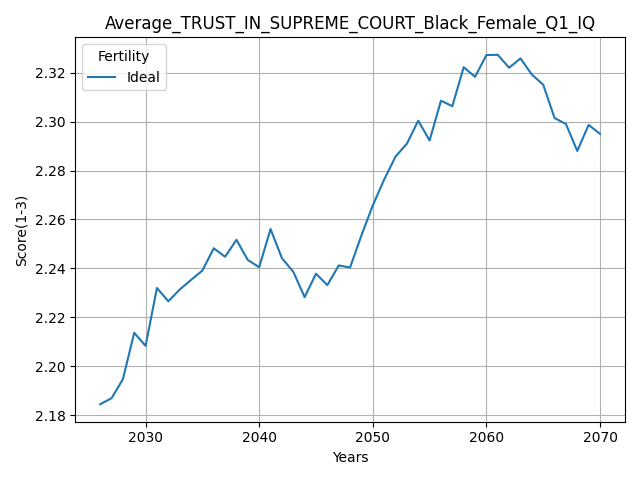 Average_TRUST_IN_SUPREME_COURT_Black_Female_Q1_IQ
Fertility
Ideal
Score(1-3)
2.32
2.30
2.28
2.26
2.24
2.22
2.20
2.18
2030 2040 2050 2060 2070
Years